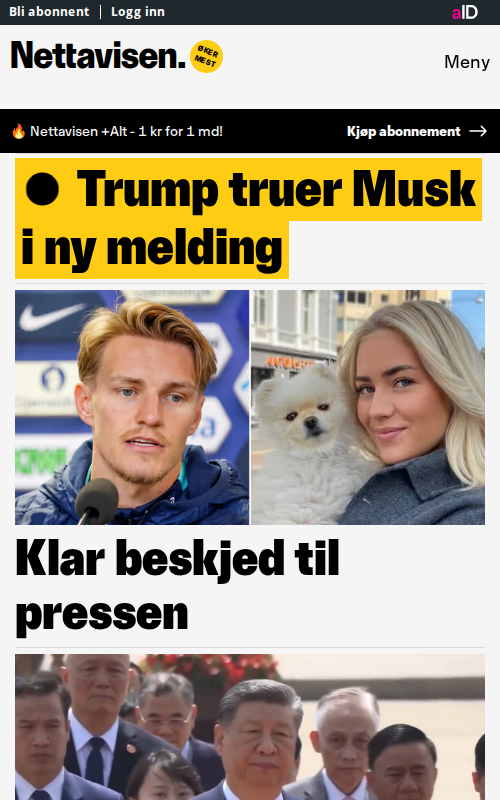 Bli abonnent | Logg inn
aID
Nettavisen.
ØKER
MEST
Meny
🔥 Nettavisen +Alt - 1 kr for 1 md!
Kjøp abonnement →
Trump truer Musk
i ny melding
Klar beskjed til
pressen